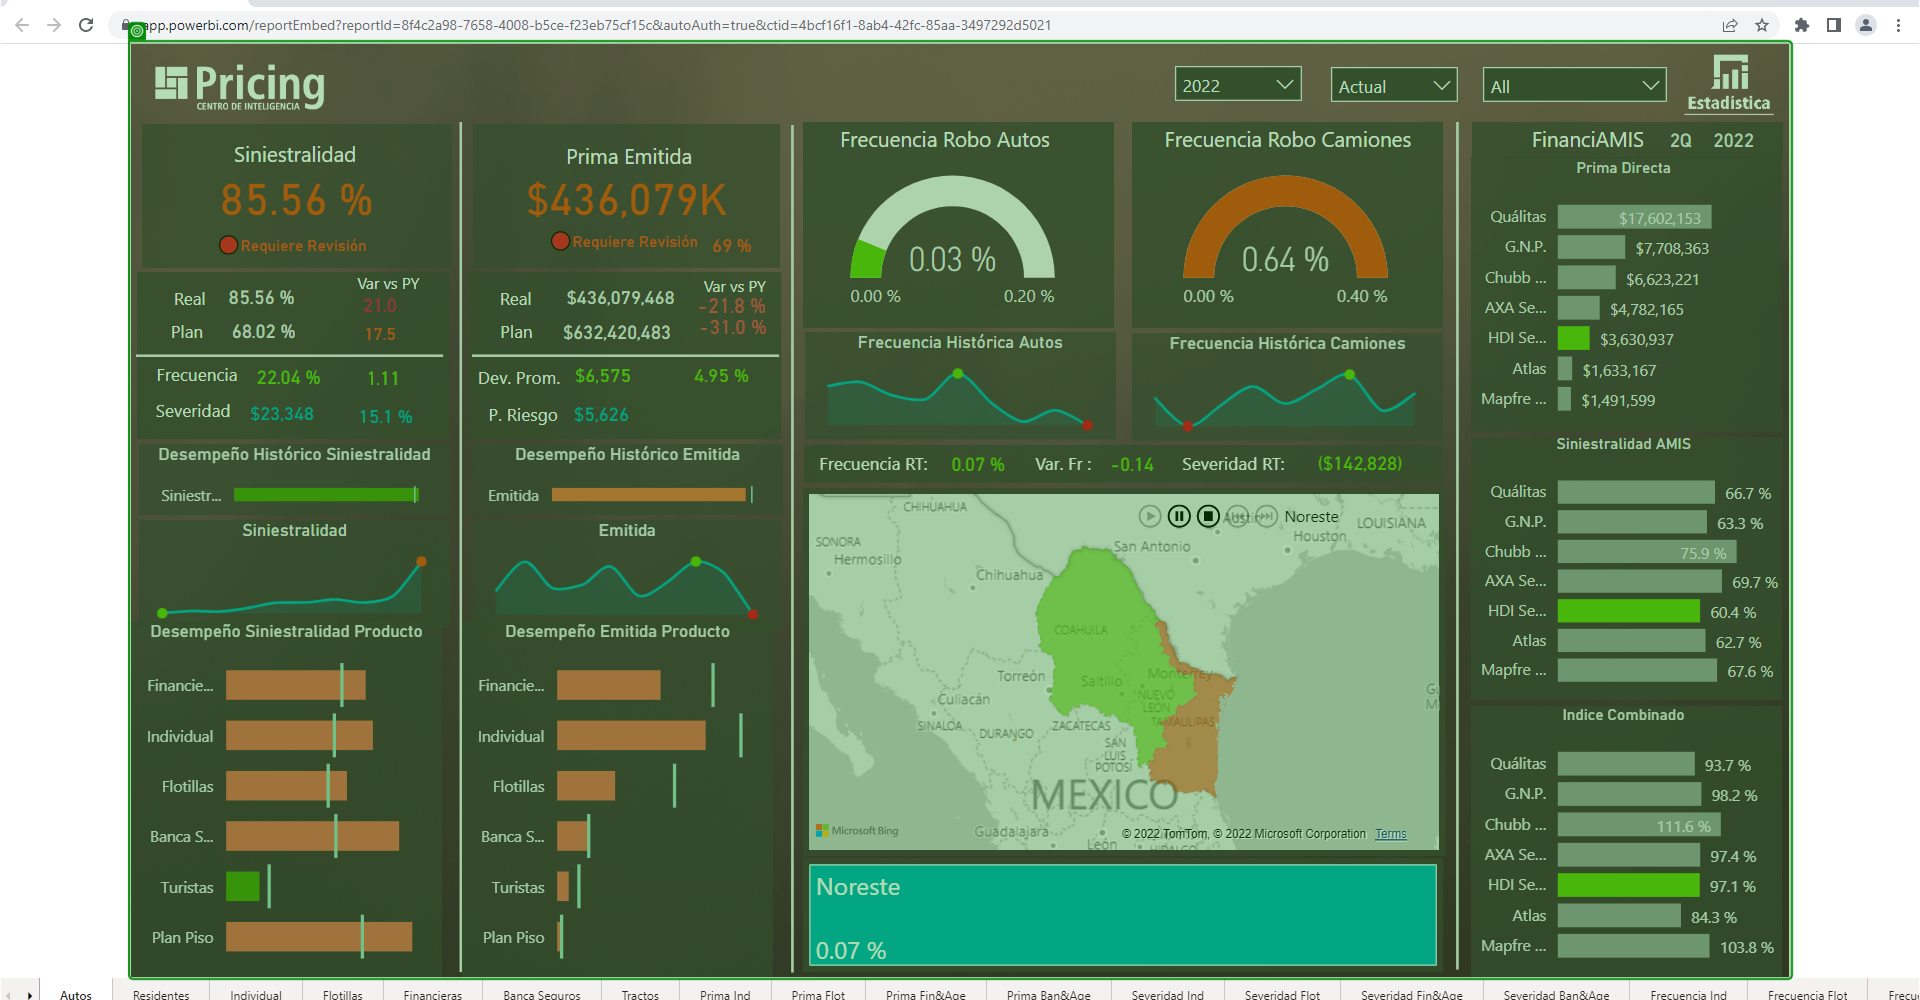 app.powerbi.com/reportEmbed?reportId=8f4c2a98-7658-4008-b5ce-f23eb75cf15c&autoAuth=true&ctid=4bcf16f1-8ab4-42fc-85aa-3497292d5021
Pricing
CENTRO DE INTELIGENCIA
2022
Actual
All
Estadística
Siniestralidad
85.56 %
Requiere Revisión
Var vs PY
Real 85.56 % 21.0
Plan 68.02 % 17.5
Frecuencia 22.04 % 1.11
Severidad $23,348 15.1 %
Desempeño Histórico Siniestralidad
Siniestr...
Siniestralidad
Desempeño Siniestralidad Producto
Financie...
Individual
Flotillas
Banca S...
Turistas
Plan Piso
Prima Emitida
$436,079K
Requiere Revisión 69 %
Var vs PY
Real $436,079,468 -21.8 %
Plan $632,420,483 -31.0 %
Dev. Prom. $6,575 4.95 %
P. Riesgo $5,626
Desempeño Histórico Emitida
Emitida
Emitida
Desempeño Emitida Producto
Financie...
Individual
Flotillas
Banca S...
Turistas
Plan Piso
Frecuencia Robo Autos
0.03 %
0.00 % 0.20 %
Frecuencia Robo Camiones
0.64 %
0.00 % 0.40 %
Frecuencia Histórica Autos
Frecuencia Histórica Camiones
Frecuencia RT: 0.07 % Var. Fr : -0.14 Severidad RT: ($142,828)
CHIHUAHUA
Noreste
Austin
LOUISIANA
SONORA
Hermosillo
San Antonio
Houston
Chihuahua
COAHUILA
Torreón
Saltillo
Monterrey
Culiacán
NUEVO
LEÓN
SINALOA
DURANGO
ZACATECAS
TAMAULIPAS
SAN
LUIS
POTOSÍ
MEXICO
Microsoft Bing
Guadalajara
León
HIDALGO
© 2022 TomTom, © 2022 Microsoft Corporation Terms
Noreste
0.07 %
FinanciAMIS 2Q 2022
Prima Directa
Quálitas $17,602,153
G.N.P. $7,708,363
Chubb ... $6,623,221
AXA Se... $4,782,165
HDI Se... $3,630,937
Atlas $1,633,167
Mapfre ... $1,491,599
Siniestralidad AMIS
Quálitas 66.7 %
G.N.P. 63.3 %
Chubb ... 75.9 %
AXA Se... 69.7 %
HDI Se... 60.4 %
Atlas 62.7 %
Mapfre ... 67.6 %
Indice Combinado
Quálitas 93.7 %
G.N.P. 98.2 %
Chubb ... 111.6 %
AXA Se... 97.4 %
HDI Se... 97.1 %
Atlas 84.3 %
Mapfre ... 103.8 %
Autos Residentes Individual Flotillas Financieras Banca Seguros Tractos Prima Ind Prima Flot Prima Fin&Age Prima Ban&Age Severidad Ind Severidad Flot Severidad Fin&Age Severidad Ban&Age Frecuencia Ind Frecuencia Flot